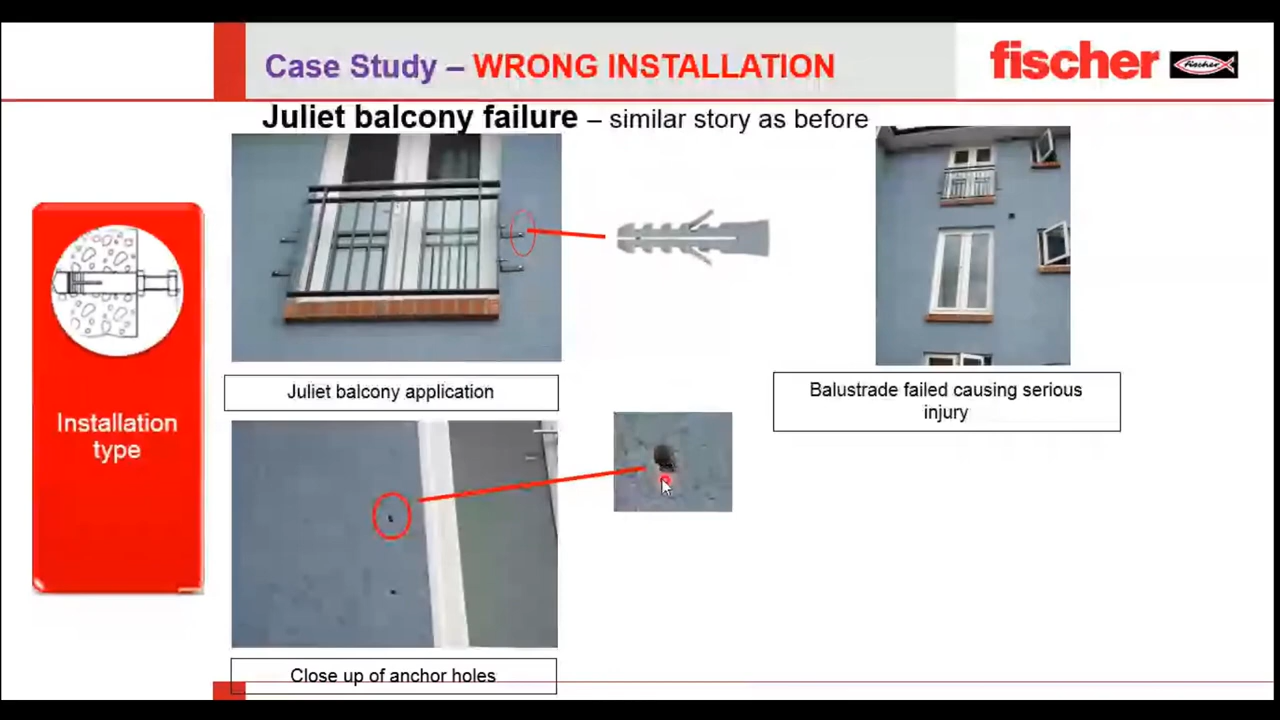 Case Study – WRONG INSTALLATION
fischer
fischer
Juliet balcony failure – similar story as before
Installation
type
Juliet balcony application
Balustrade failed causing serious
injury
Close up of anchor holes